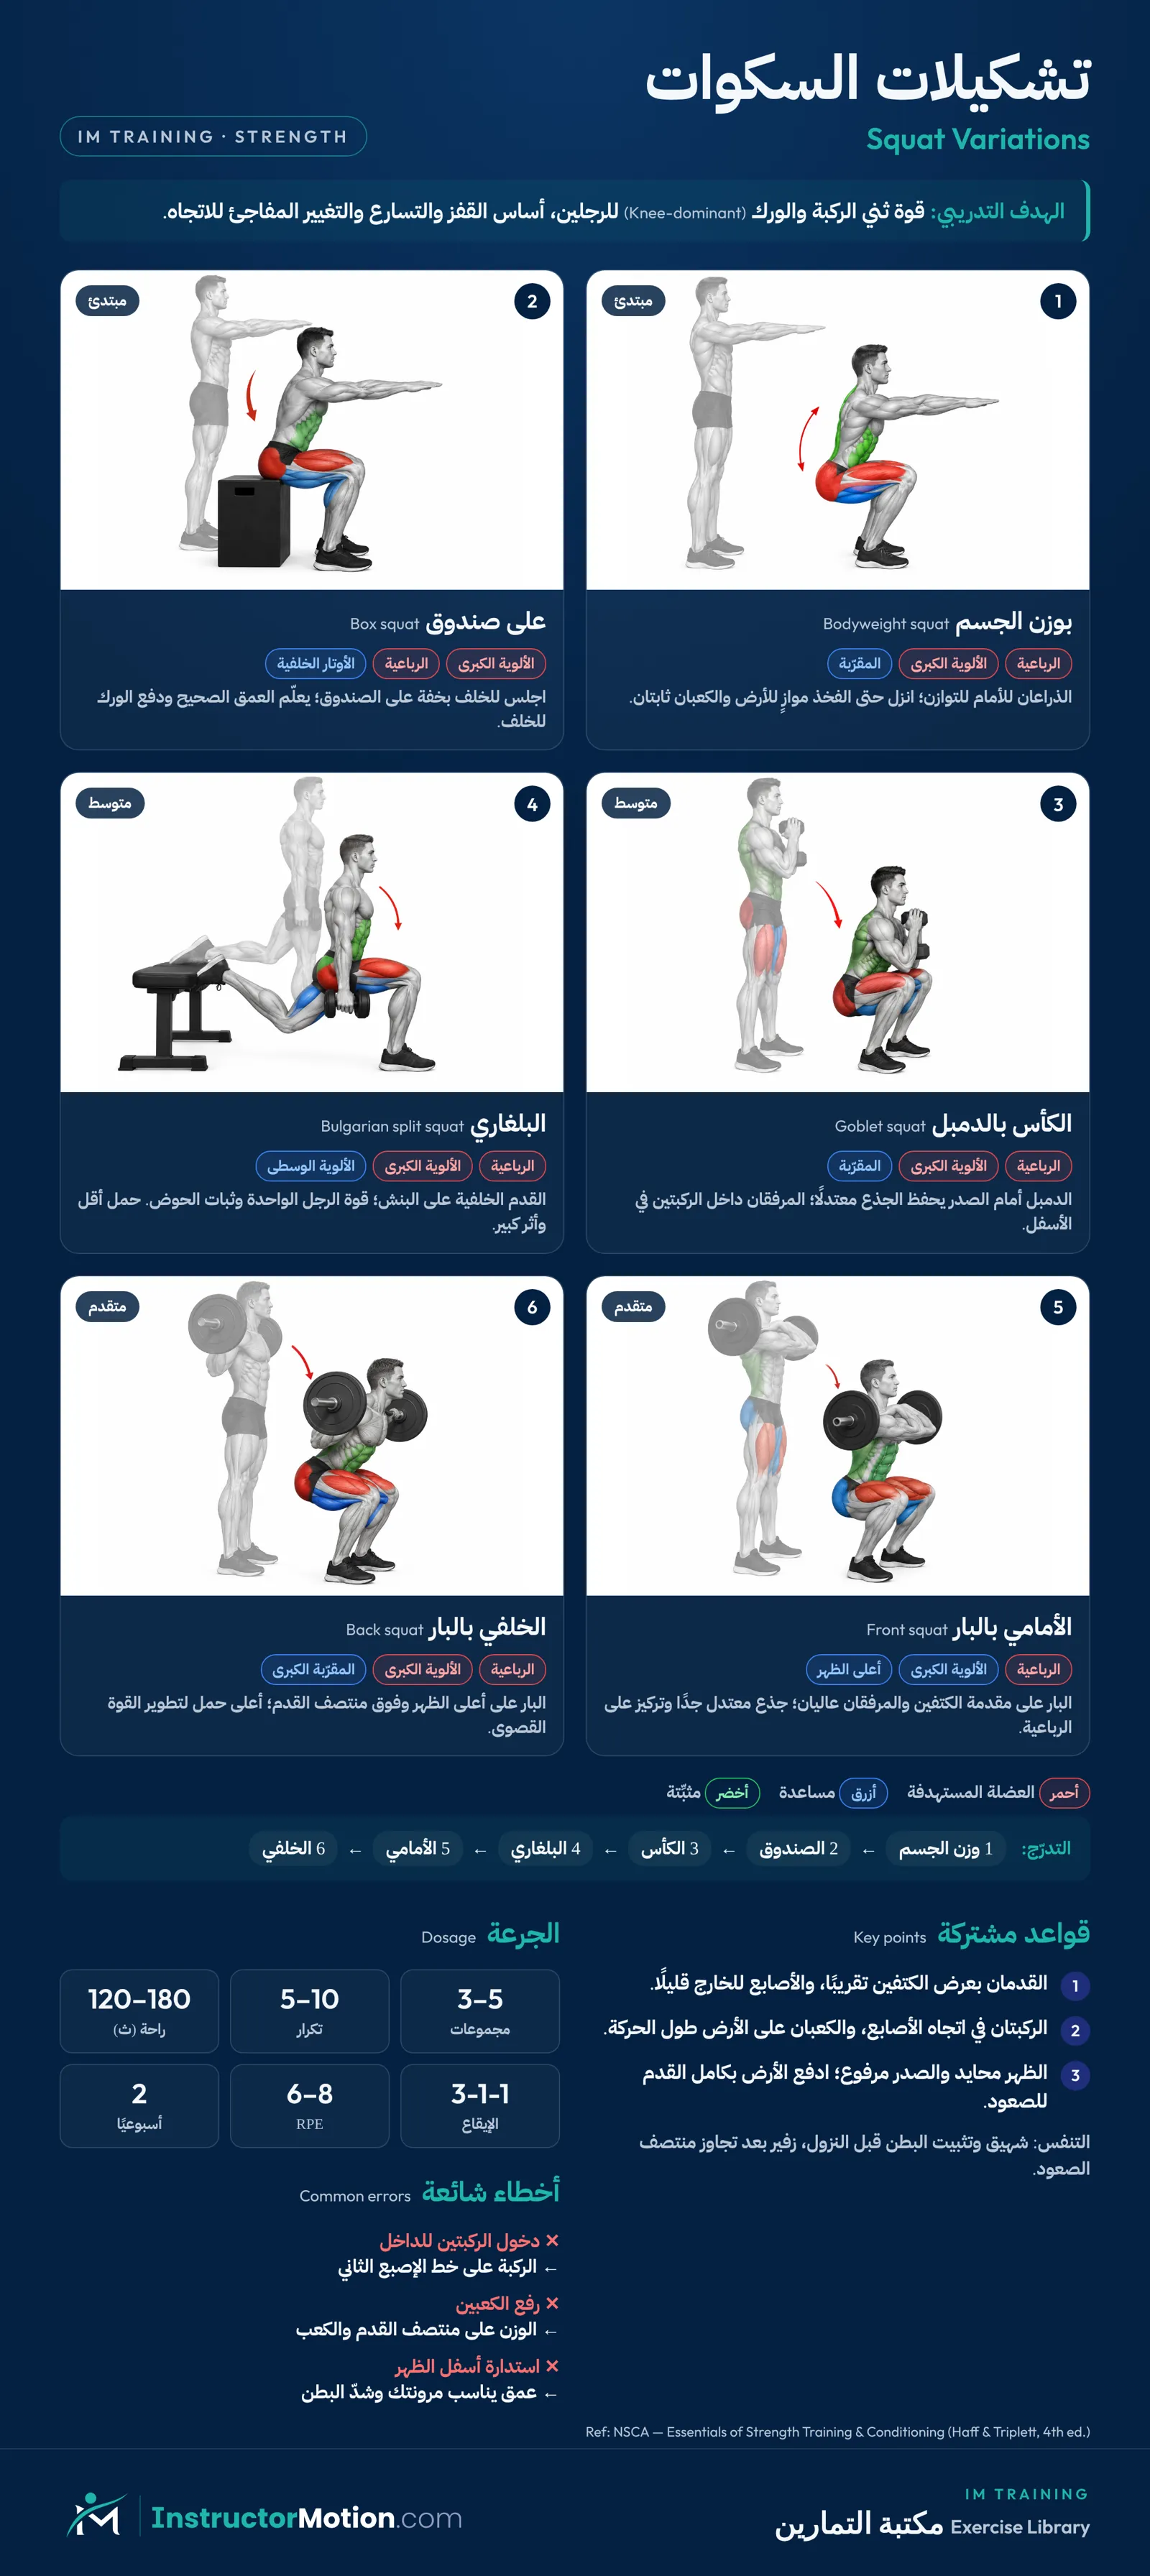 تشكيلات السكوات
Squat Variations
IM TRAINING · STRENGTH
الهدف التدريبي: قوة ثني الركبة والورك (Knee-dominant) للرجلين، أساس القفز والتسارع والتغيير المفاجئ للاتجاه.
1
مبتدئ
بوزن الجسم Bodyweight squat
الرباعية الألوية الكبرى المقرّبة
الذراعان للأمام للتوازن؛ انزل حتى الفخذ موازٍ للأرض والكعبان ثابتان.
2
مبتدئ
على صندوق Box squat
الألوية الكبرى الرباعية الأوتار الخلفية
اجلس للخلف بخفة على الصندوق؛ يعلّم العمق الصحيح ودفع الورك
للخلف.
3
متوسط
الكأس بالدمبل Goblet squat
الرباعية الألوية الكبرى المقرّبة
الدمبل أمام الصدر يحفظ الجذع معتدلًا؛ المرفقان داخل الركبتين في
الأسفل.
4
متوسط
البلغاري Bulgarian split squat
الرباعية الألوية الكبرى الألوية الوسطى
القدم الخلفية على البنش؛ قوة الرجل الواحدة وثبات الحوض. حمل أقل
وأثر كبير.
5
متقدم
الأمامي بالبار Front squat
الرباعية الألوية الكبرى أعلى الظهر
البار على مقدمة الكتفين والمرفقان عاليان؛ جذع معتدل جدًا وتركيز على
الرباعية.
6
متقدم
الخلفي بالبار Back squat
الرباعية الألوية الكبرى المقرّبة الكبرى
البار على أعلى الظهر وفوق منتصف القدم؛ أعلى حمل لتطوير القوة
القصوى.
أحمر العضلة المستهدفة أزرق مساعدة أخضر مثبِّتة
التدرّج: 1 وزن الجسم ← 2 الصندوق ← 3 الكأس ← 4 البلغاري ← 5 الأمامي ← 6 الخلفي
قواعد مشتركة Key points
1 القدمان بعرض الكتفين تقريبًا، والأصابع للخارج قليلًا.
2 الركبتان في اتجاه الأصابع، والكعبان على الأرض طول الحركة.
3 الظهر محايد والصدر مرفوع؛ ادفع الأرض بكامل القدم
للصعود.
التنفس: شهيق وتثبيت البطن قبل النزول، زفير بعد تجاوز منتصف
الصعود.
الجرعة Dosage
3–5
مجموعات
5–10
تكرار
120–180
راحة (ث)
3-1-1
الإيقاع
6–8
RPE
2
أسبوعيًا
أخطاء شائعة Common errors
✕ دخول الركبتين للداخل
← الركبة على خط الإصبع الثاني
✕ رفع الكعبين
← الوزن على منتصف القدم والكعب
✕ استدارة أسفل الظهر
← عمق يناسب مرونتك وشدّ البطن
Ref: NSCA — Essentials of Strength Training & Conditioning (Haff & Triplett, 4th ed.)
IM TRAINING
مكتبة التمارين Exercise Library
InstructorMotion.com